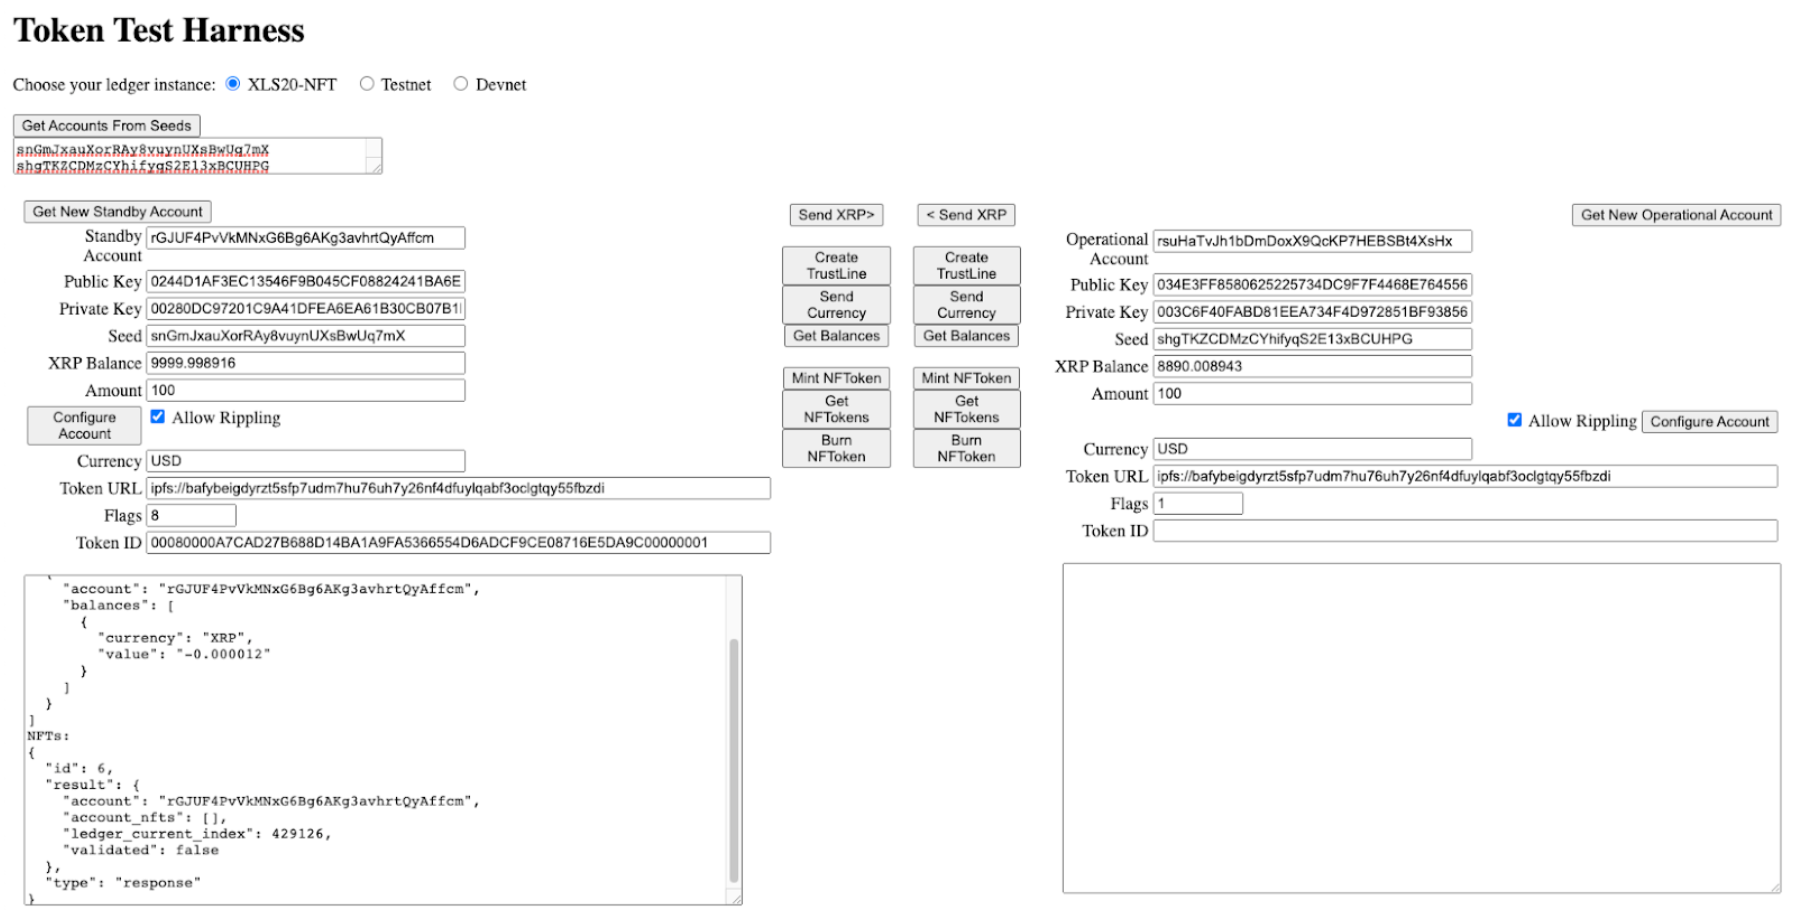 Token Test Harness
Choose your ledger instance: XLS20-NFT Testnet Devnet
Get Accounts From Seeds
snGmJxauXorRAy8vuynUXsBwUq7mX
shgTKZCDMzCYhifyqS2E13xBCUHPG
Get New Standby Account
Standby Account rGJUF4PvVkMNxG6Bg6AKg3avhrtQyAffcm
Public Key 0244D1AF3EC13546F9B045CF08824241BA6E
Private Key 00280DC97201C9A41DFEA6EA61B30CB07B1
Seed snGmJxauXorRAy8vuynUXsBwUq7mX
XRP Balance 9999.998916
Amount 100
Configure Account Allow Rippling
Currency USD
Token URL ipfs://bafybeigdyrzt5sfp7udm7hu76uh7y26nf4dfuylqabf3oclgtqy55fbzdi
Flags 8
Token ID 00080000A7CAD27B688D14BA1A9FA5366554D6ADCF9CE08716E5DA9C00000001
Send XRP> < Send XRP
Create TrustLine Create TrustLine
Send Currency Send Currency
Get Balances Get Balances
Mint NFToken Mint NFToken
Get NFTokens Get NFTokens
Burn NFToken Burn NFToken
Get New Operational Account
Operational Account rsuHaTvJh1bDmDoxX9QcKP7HEBSBt4XsHx
Public Key 034E3FF8580625225734DC9F7F4468E764556
Private Key 003C6F40FABD81EEA734F4D972851BF93856
Seed shgTKZCDMzCYhifyqS2E13xBCUHPG
XRP Balance 8890.008943
Amount 100
Allow Rippling Configure Account
Currency USD
Token URL ipfs://bafybeigdyrzt5sfp7udm7hu76uh7y26nf4dfuylqabf3oclgtqy55fbzdi
Flags 1
Token ID
"account": "rGJUF4PvVkMNxG6Bg6AKg3avhrtQyAffcm",
"balances": [
{
"currency": "XRP",
"value": "-0.000012"
}
]
}
]
NFTs:
{
"id": 6,
"result": {
"account": "rGJUF4PvVkMNxG6Bg6AKg3avhrtQyAffcm",
"account_nfts": [],
"ledger_current_index": 429126,
"validated": false
},
"type": "response"
}